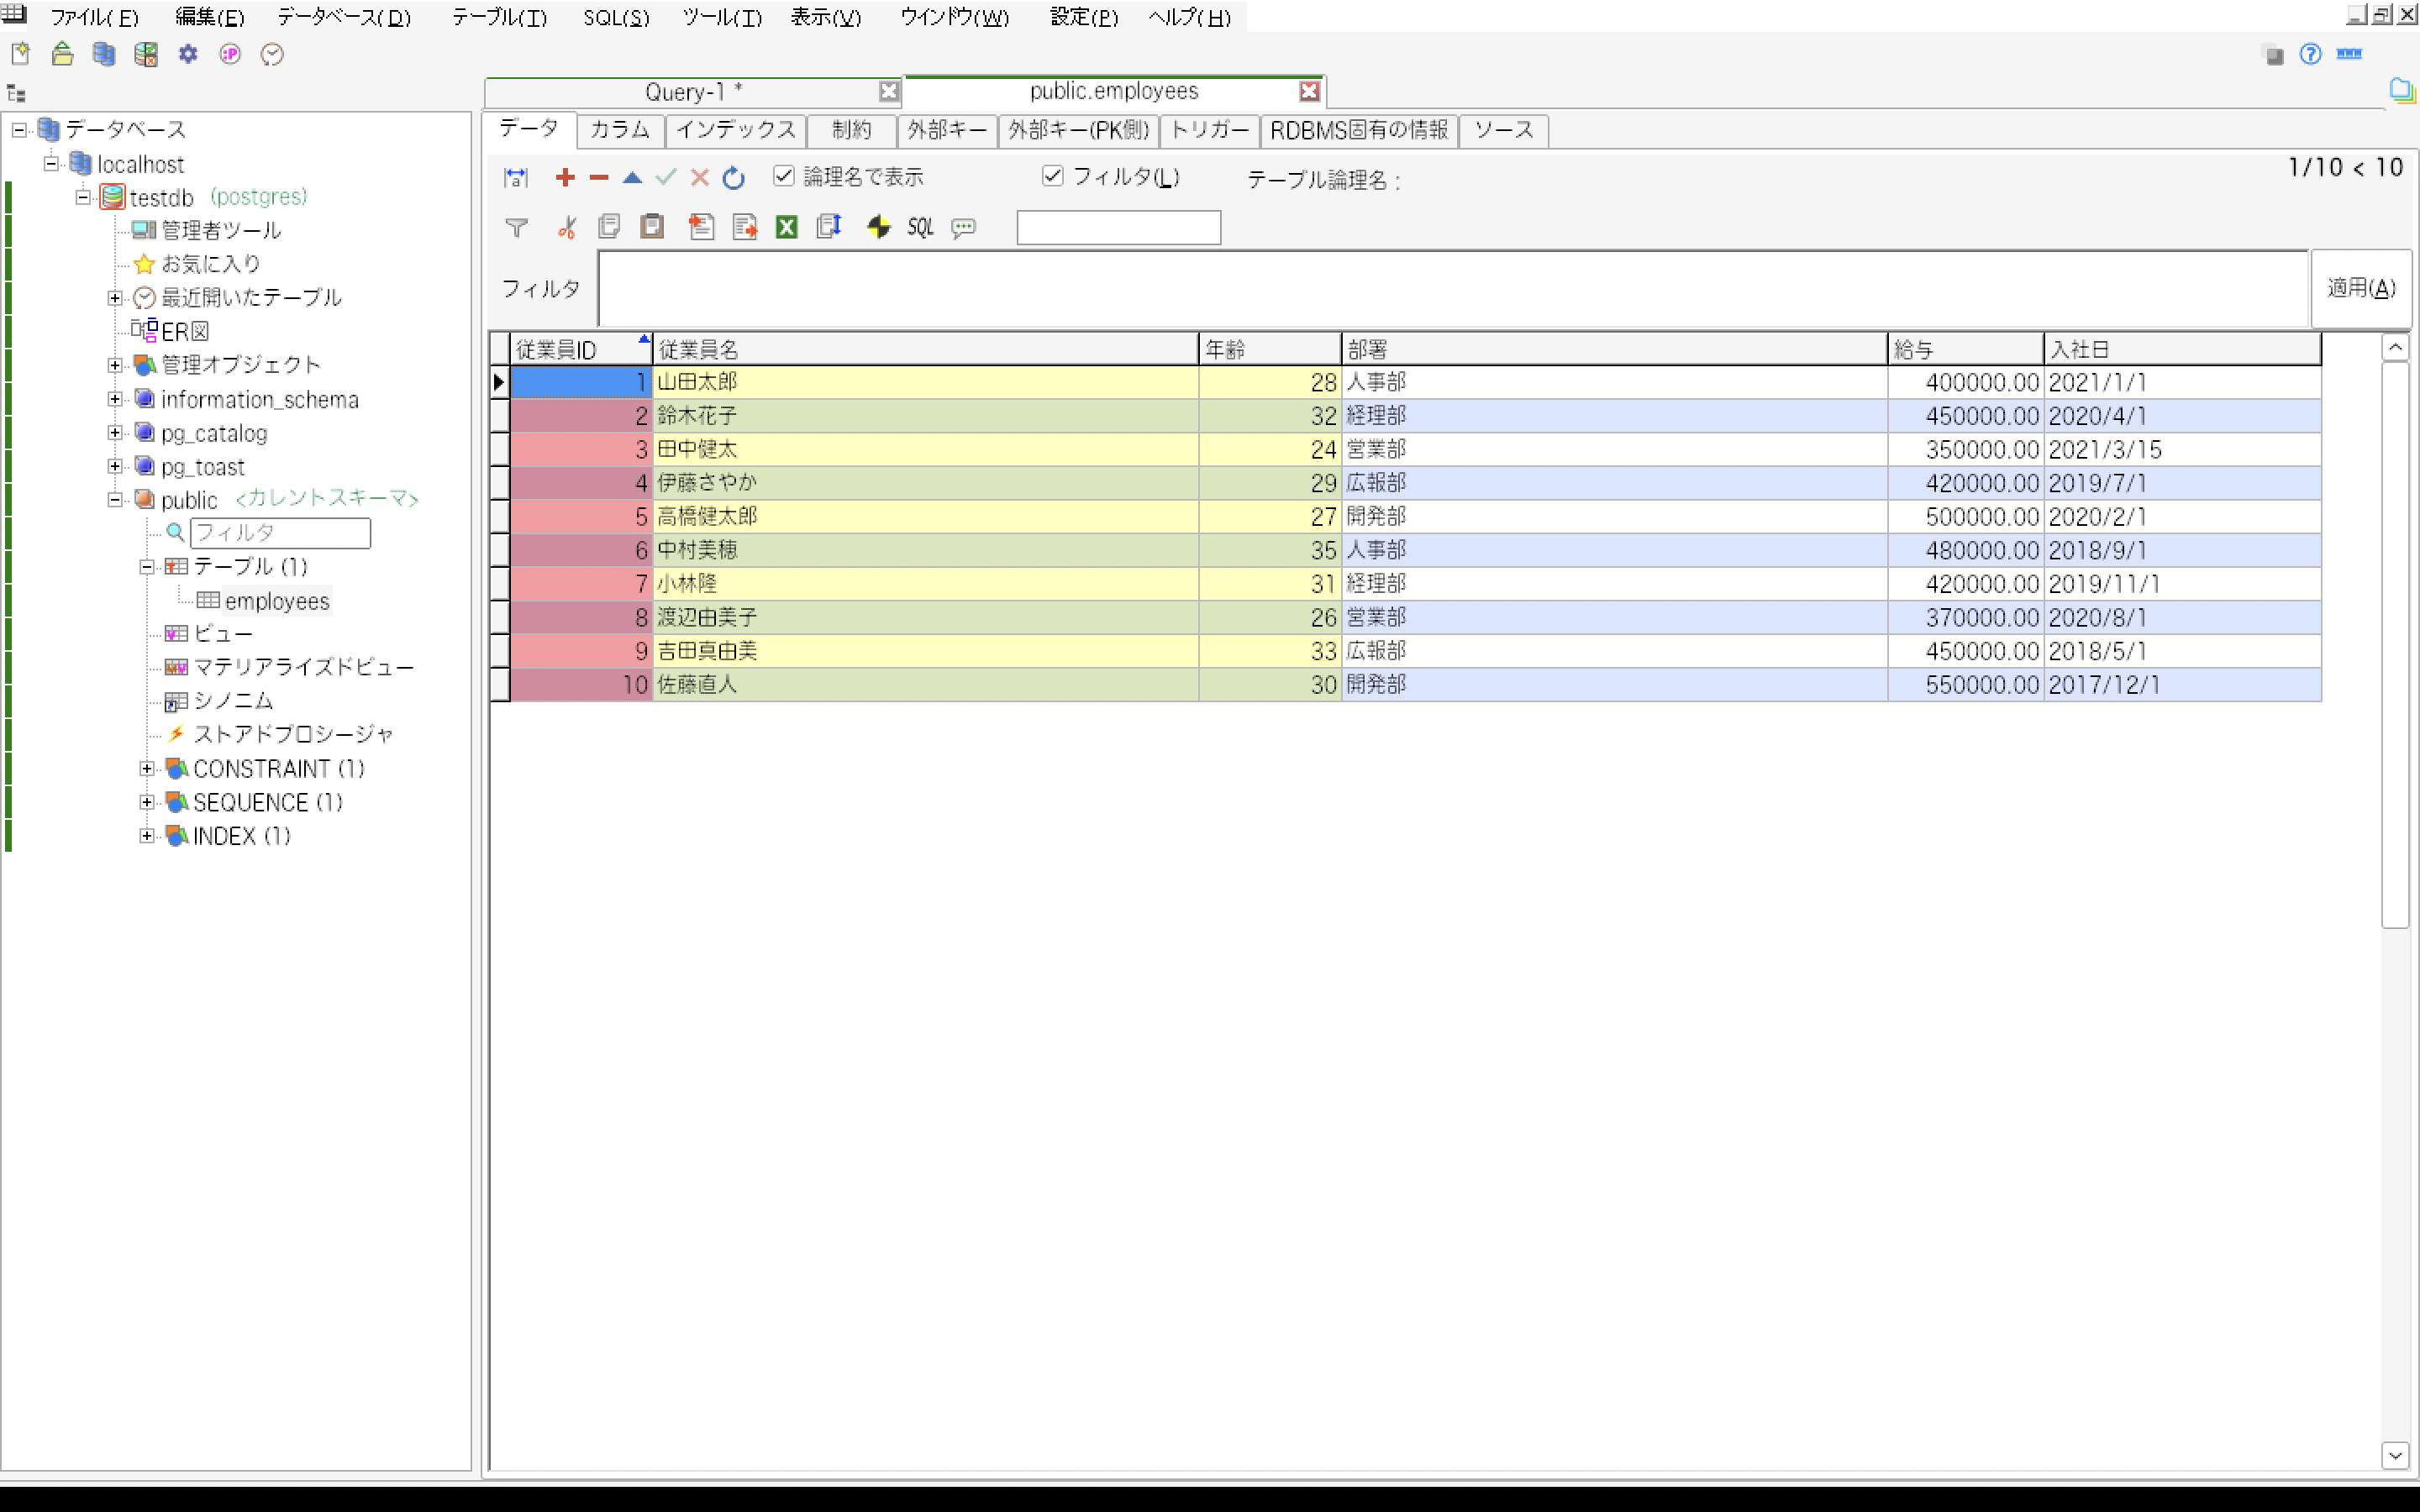 ファイル(F) 編集(E) データベース(D) テーブル(T) SQL(S) ツール(T) 表示(V) ウインドウ(W) 設定(P) ヘルプ(H)
Query-1 *
public.employees
データベース
localhost
testdb (postgres)
管理者ツール
お気に入り
最近開いたテーブル
ER図
管理オブジェクト
information_schema
pg_catalog
pg_toast
public <カレントスキーマ>
フィルタ
テーブル (1)
employees
ビュー
マテリアライズドビュー
シノニム
ストアドプロシージャ
CONSTRAINT (1)
SEQUENCE (1)
INDEX (1)
データ カラム インデックス 制約 外部キー 外部キー(PK側) トリガー RDBMS固有の情報 ソース
論理名で表示 フィルタ(L) テーブル論理名 : 1/10 < 10
SQL
フィルタ 適用(A)
従業員ID 従業員名 年齢 部署 給与 入社日
1 山田太郎 28 人事部 400000.00 2021/1/1
2 鈴木花子 32 経理部 450000.00 2020/4/1
3 田中健太 24 営業部 350000.00 2021/3/15
4 伊藤さやか 29 広報部 420000.00 2019/7/1
5 高橋健太郎 27 開発部 500000.00 2020/2/1
6 中村美穂 35 人事部 480000.00 2018/9/1
7 小林隆 31 経理部 420000.00 2019/11/1
8 渡辺由美子 26 営業部 370000.00 2020/8/1
9 吉田真由美 33 広報部 450000.00 2018/5/1
10 佐藤直人 30 開発部 550000.00 2017/12/1